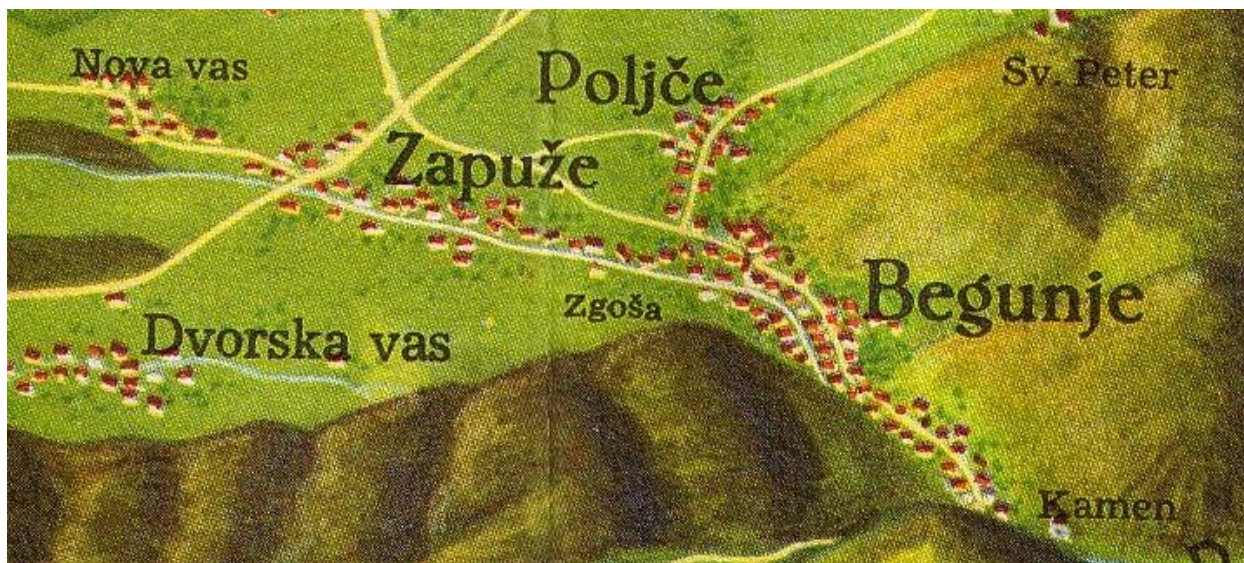 Nova vas
Poljče
Sv. Peter
Zapuže
Begunje
Zgoša
Dvorska vas
Kamen